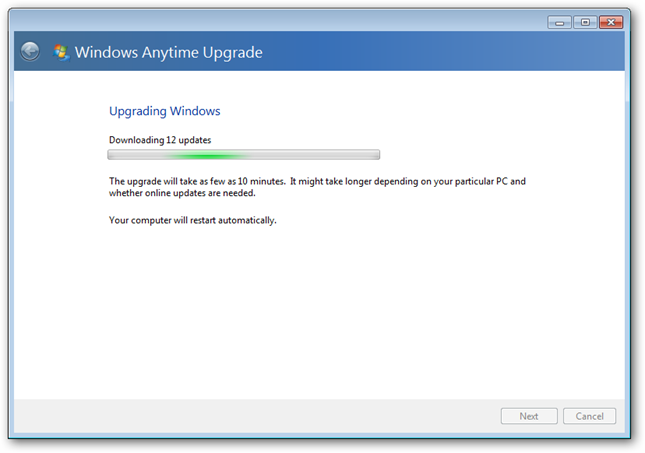 Windows Anytime Upgrade
Upgrading Windows
Downloading 12 updates
The upgrade will take as few as 10 minutes.  It might take longer depending on your particular PC and
whether online updates are needed.
Your computer will restart automatically.
Next
Cancel